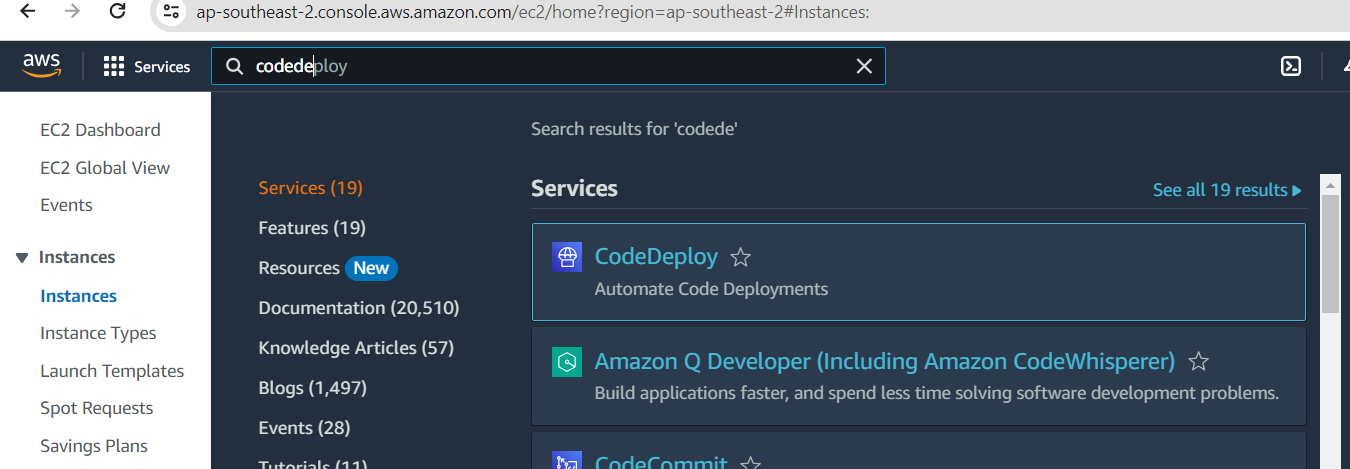 ap-southeast-2.console.aws.amazon.com/ec2/home?region=ap-southeast-2#Instances:
aws
Services
codedeploy
EC2 Dashboard
EC2 Global View
Events
Instances
Instances
Instance Types
Launch Templates
Spot Requests
Savings Plans
Search results for 'codede'
Services (19)
Features (19)
Resources New
Documentation (20,510)
Knowledge Articles (57)
Blogs (1,497)
Events (28)
Tutorials (11)
Services
See all 19 results
CodeDeploy
Automate Code Deployments
Amazon Q Developer (Including Amazon CodeWhisperer)
Build applications faster, and spend less time solving software development problems.
CodeCommit